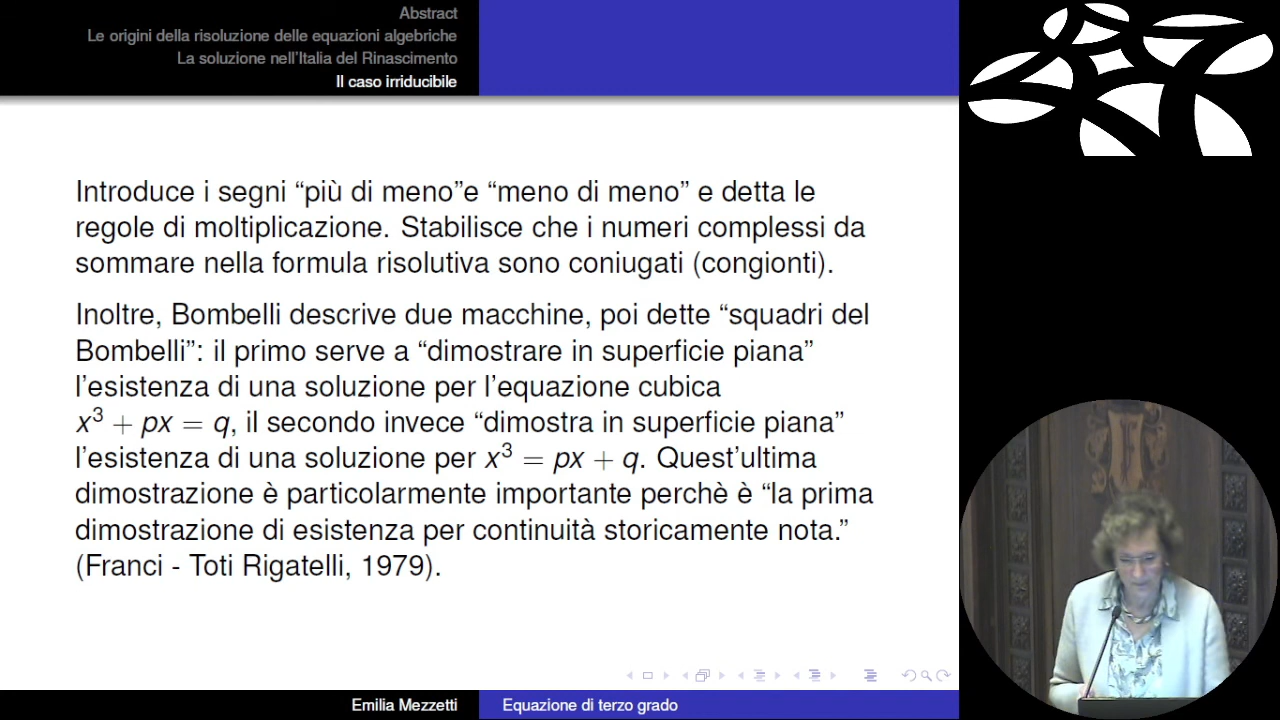 Abstract
Le origini della risoluzione delle equazioni algebriche
La soluzione nell'Italia del Rinascimento
Il caso irriducibile
Introduce i segni “più di meno”e “meno di meno” e detta le
regole di moltiplicazione. Stabilisce che i numeri complessi da
sommare nella formula risolutiva sono coniugati (congionti).
Inoltre, Bombelli descrive due macchine, poi dette “squadri del
Bombelli”: il primo serve a “dimostrare in superficie piana”
l'esistenza di una soluzione per l'equazione cubica
x³ + px = q, il secondo invece “dimostra in superficie piana”
l'esistenza di una soluzione per x³ = px + q. Quest'ultima
dimostrazione è particolarmente importante perchè è “la prima
dimostrazione di esistenza per continuità storicamente nota.”
(Franci - Toti Rigatelli, 1979).
Emilia Mezzetti
Equazione di terzo grado